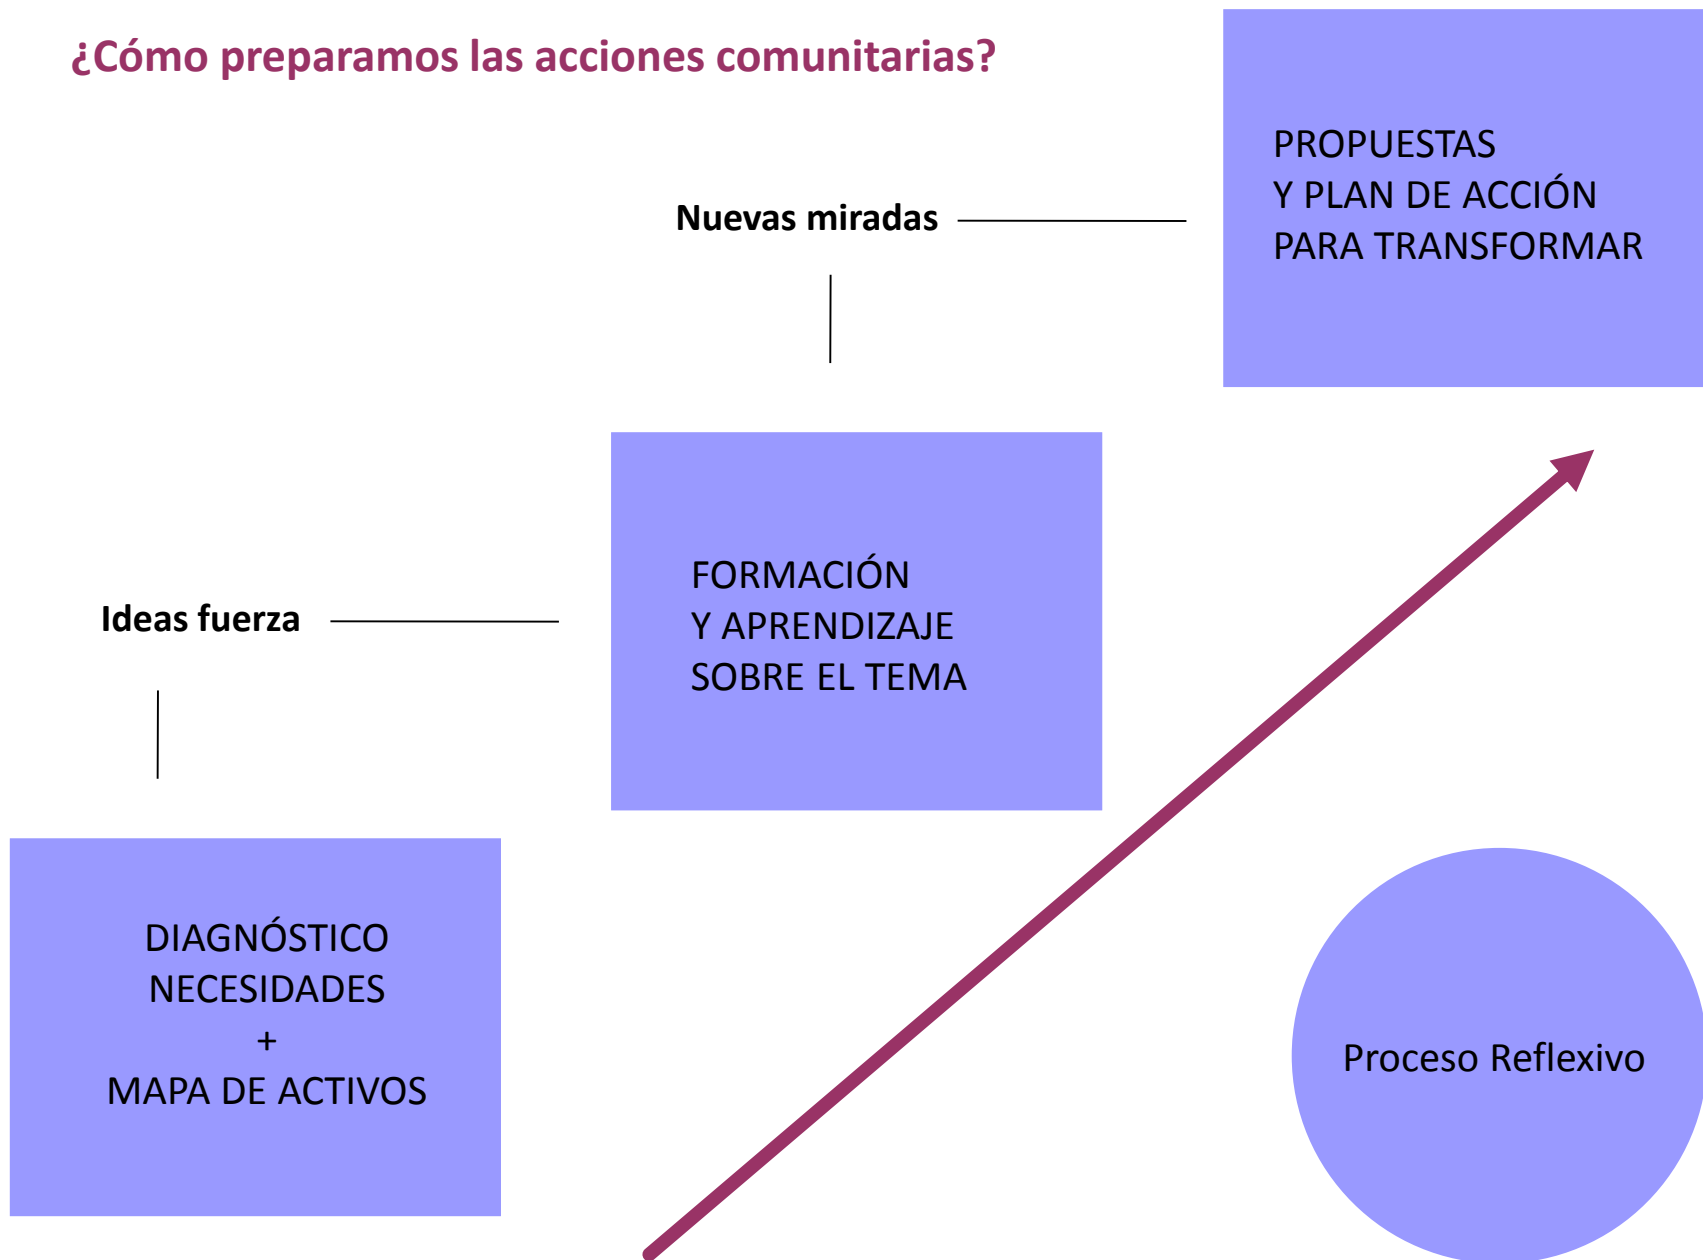 ¿Cómo preparamos las acciones comunitarias?
PROPUESTAS
Y PLAN DE ACCIÓN
PARA TRANSFORMAR
Nuevas miradas
FORMACIÓN
Y APRENDIZAJE
SOBRE EL TEMA
Ideas fuerza
DIAGNÓSTICO
NECESIDADES
+
MAPA DE ACTIVOS
Proceso Reflexivo